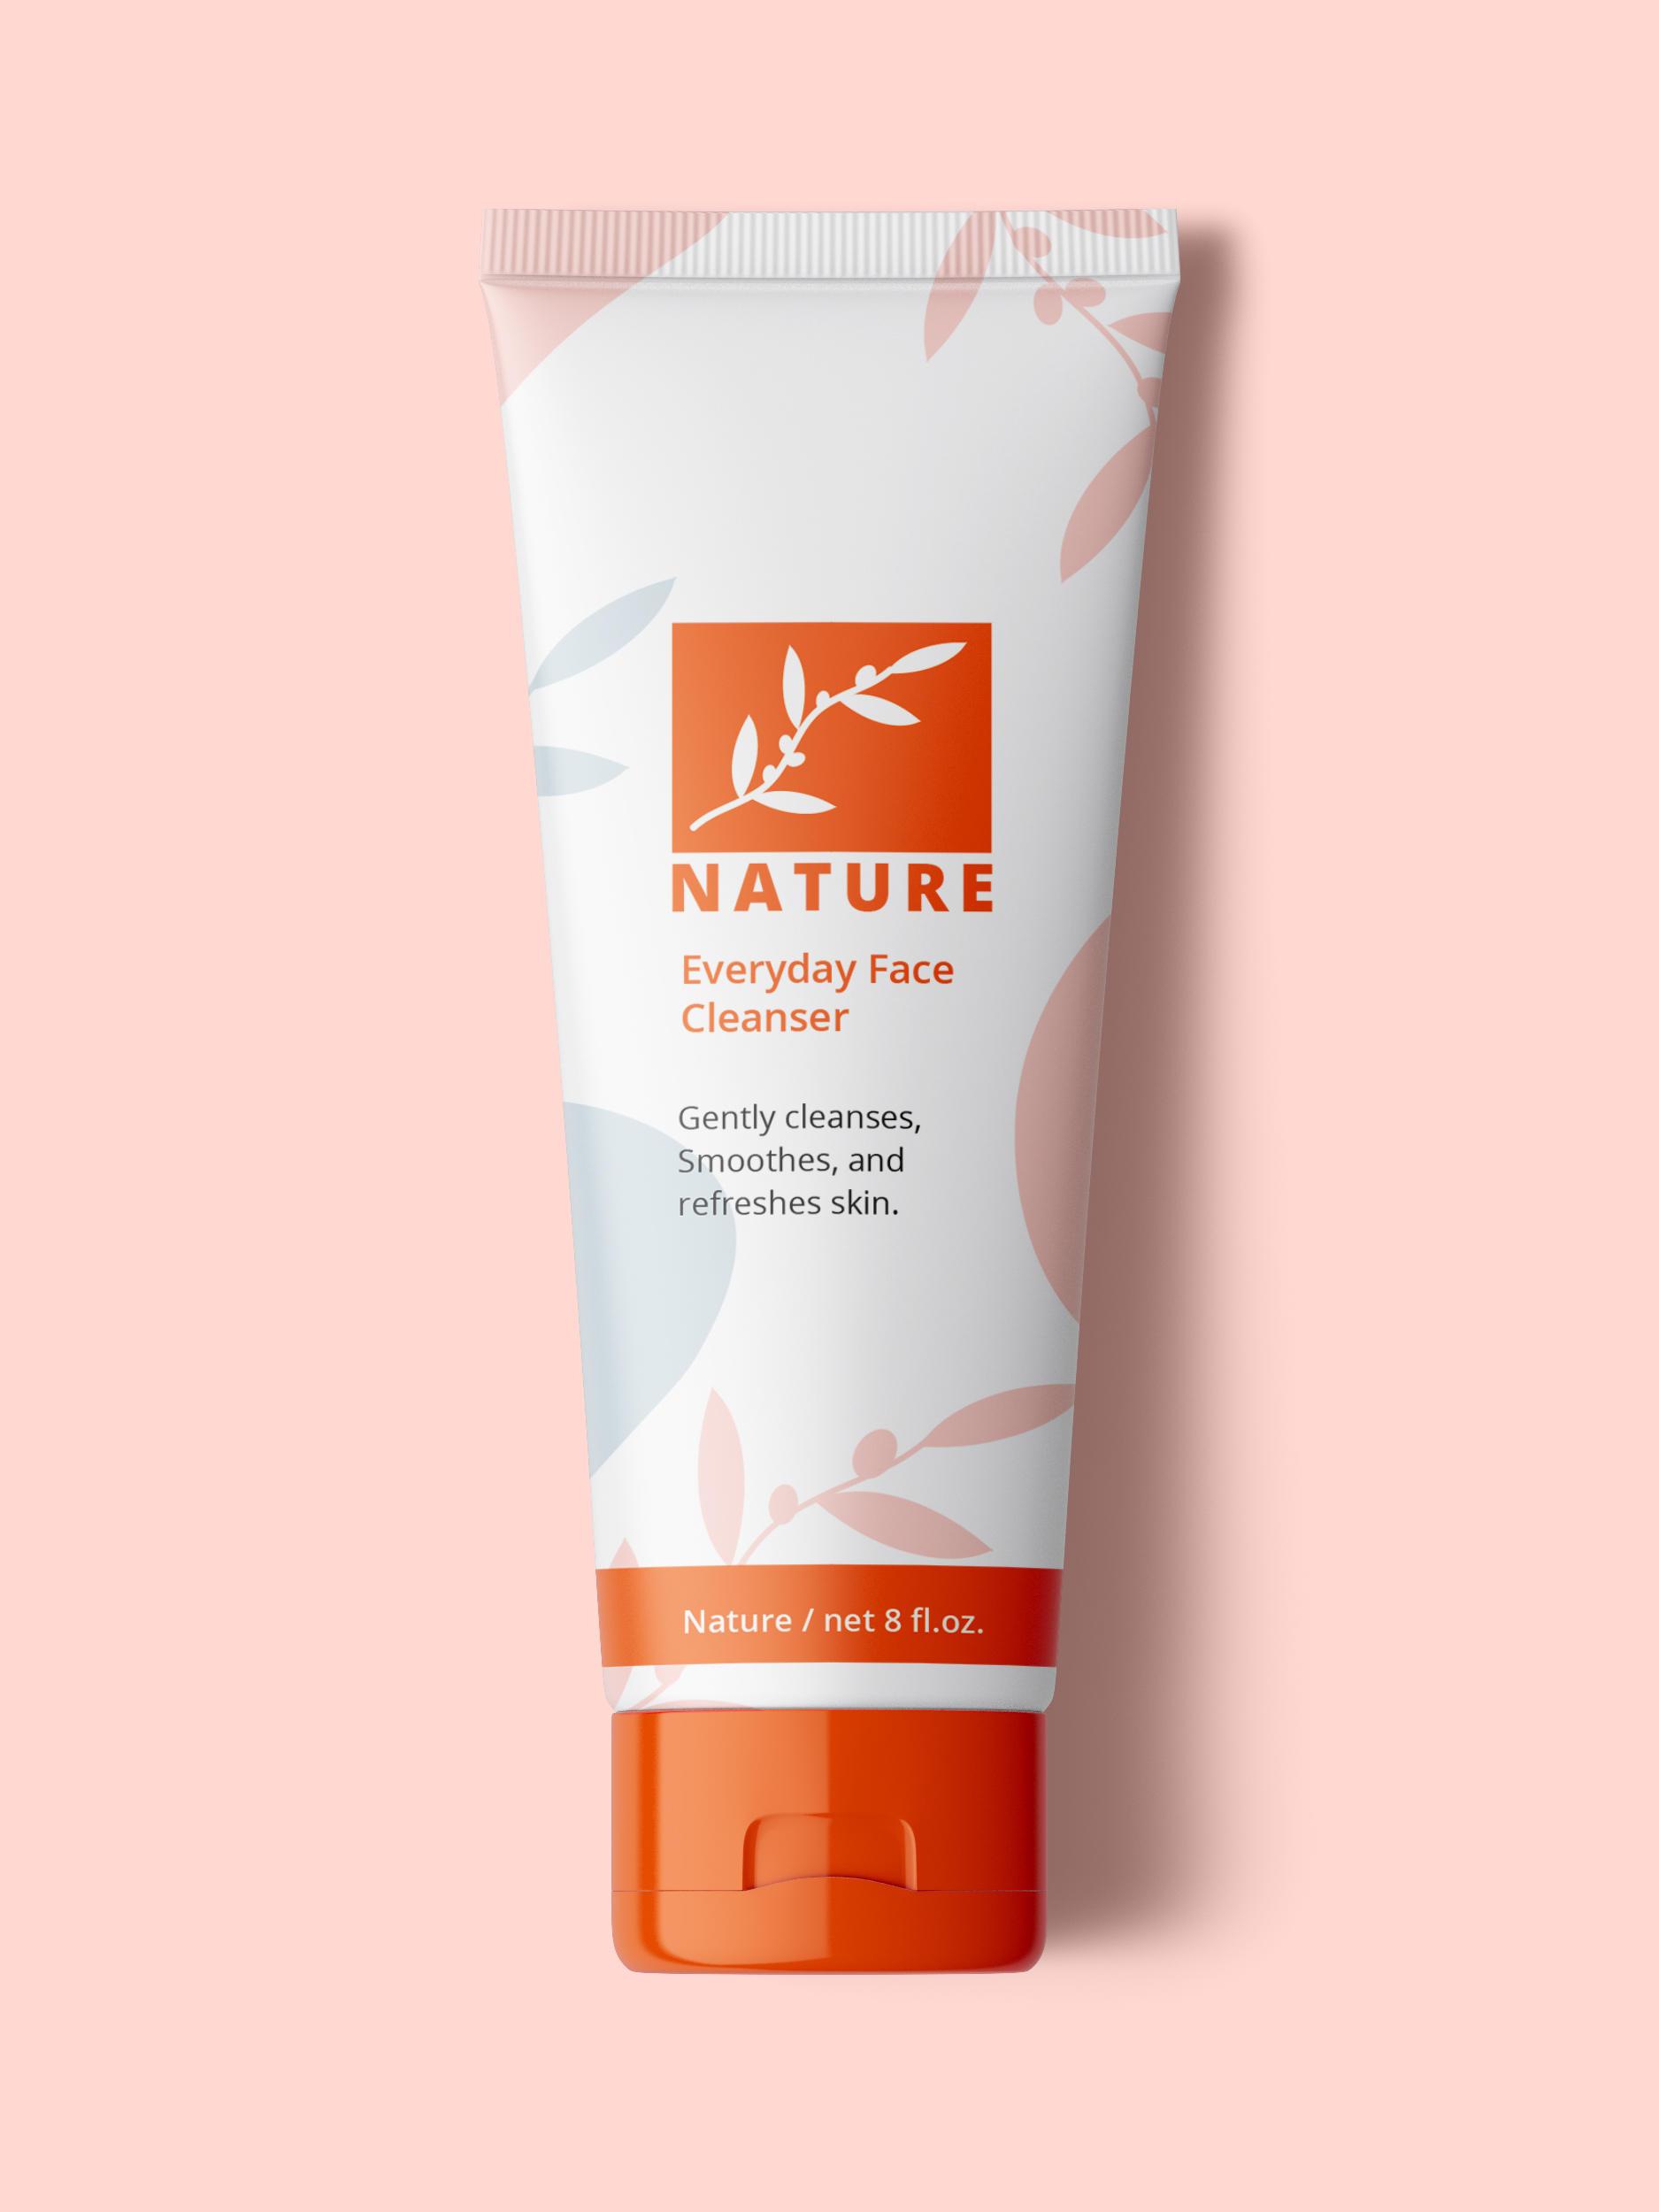 NATURE
Everyday Face
Cleanser
Gently cleanses,
Smoothes, and
refreshes skin.
Nature / net 8 fl.oz.